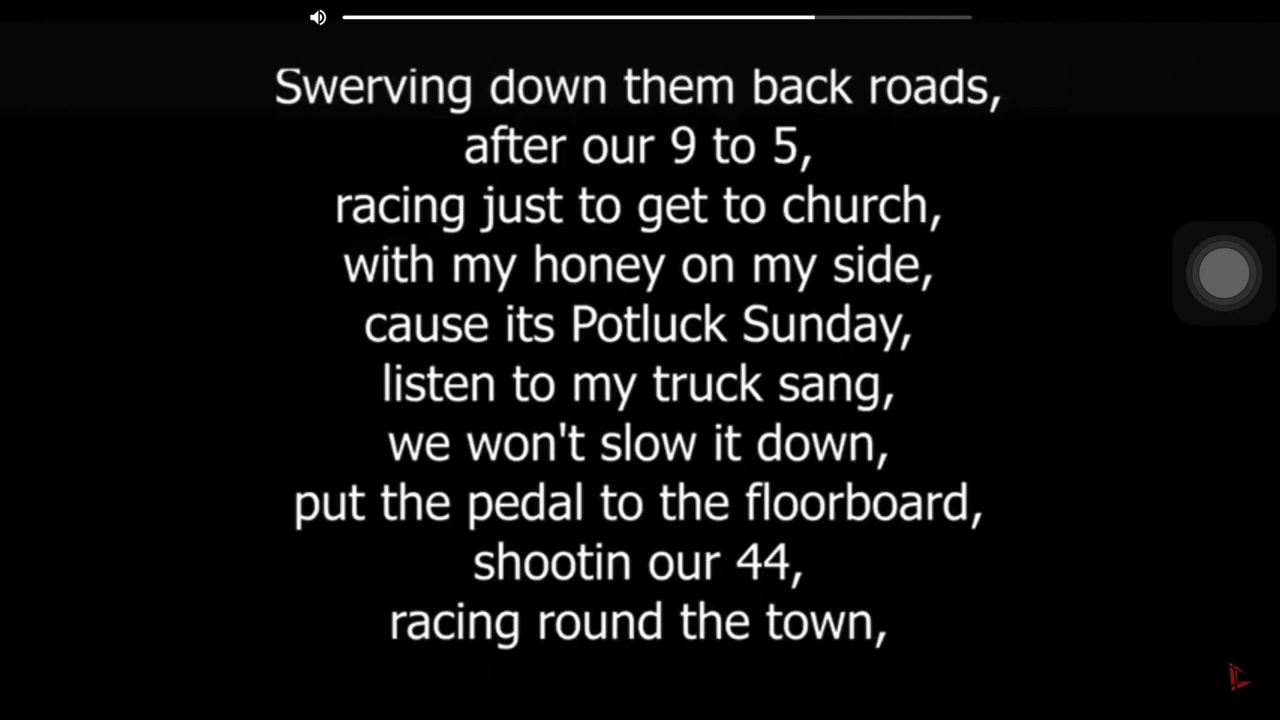 Swerving down them back roads,
after our 9 to 5,
racing just to get to church,
with my honey on my side,
cause its Potluck Sunday,
listen to my truck sang,
we won't slow it down,
put the pedal to the floorboard,
shootin our 44,
racing round the town,